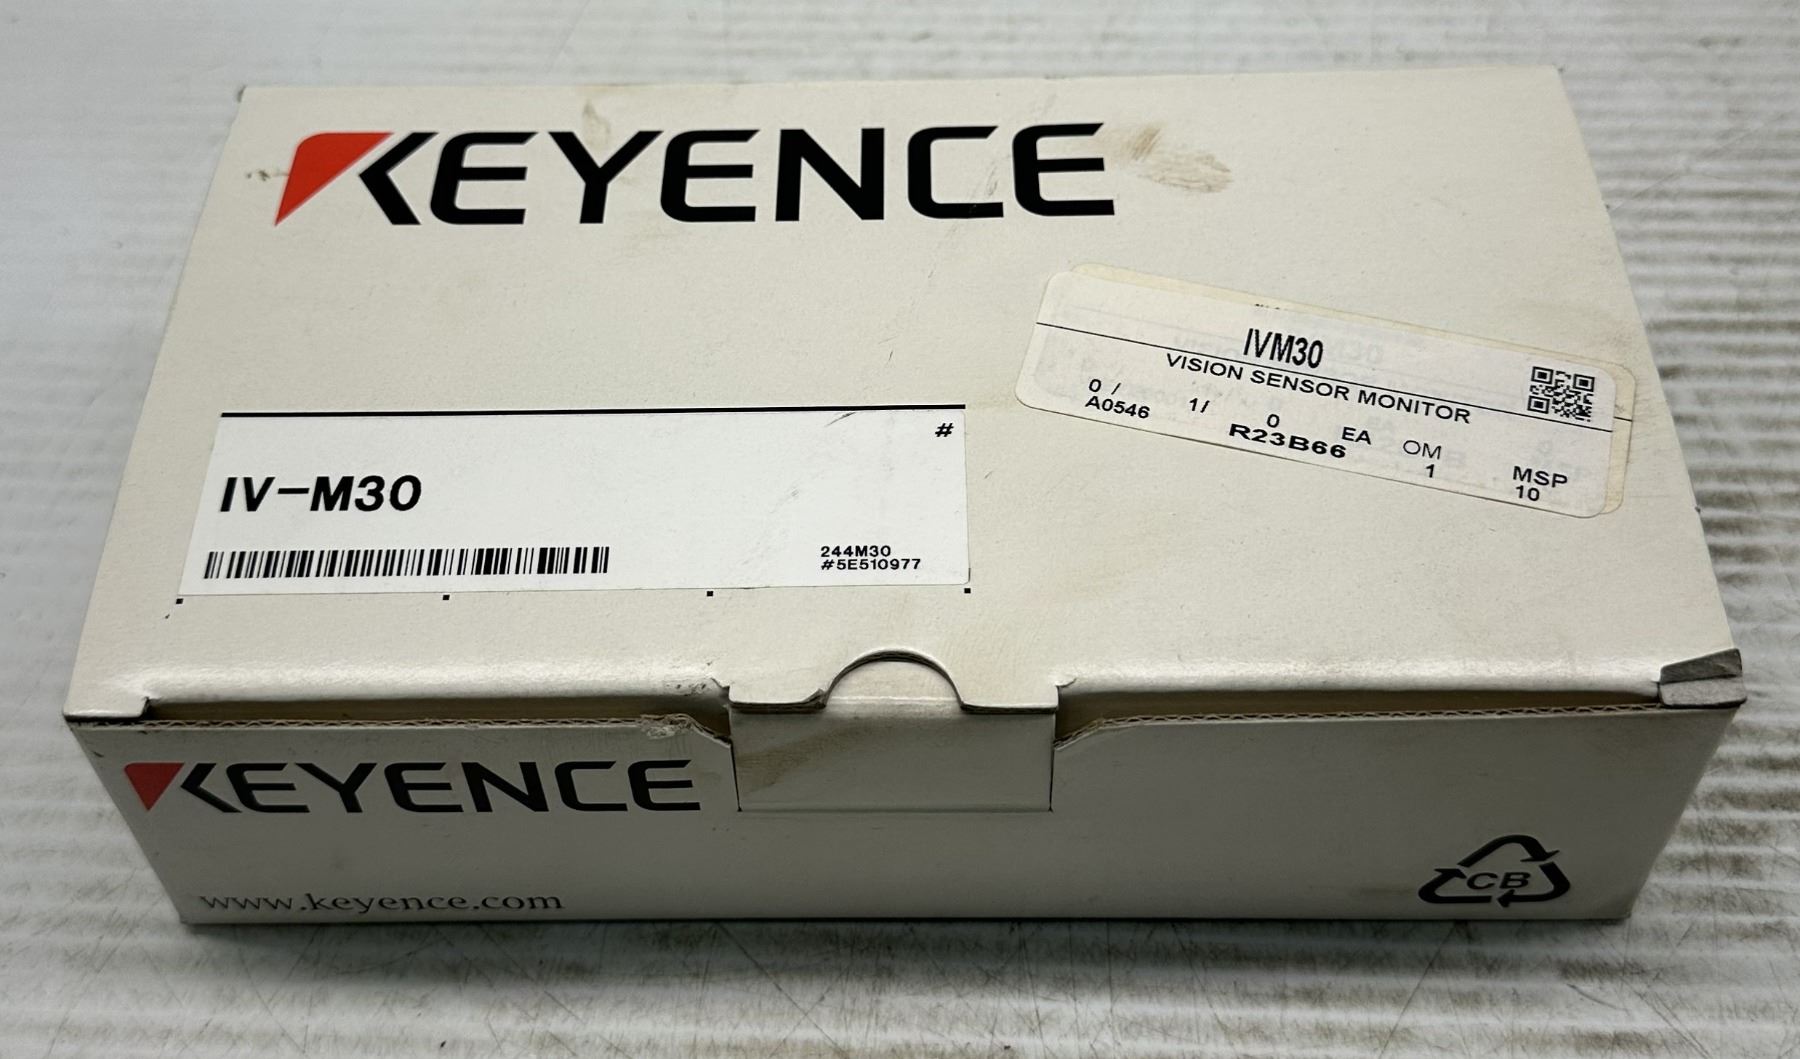 KEYENCE
IVM30
VISION SENSOR MONITOR
0 / 1/ 0 EA OM MSP
A0546 R23B66 1 10
#
IV-M30
244M30
#5E510977
KEYENCE
www.keyence.com
CB